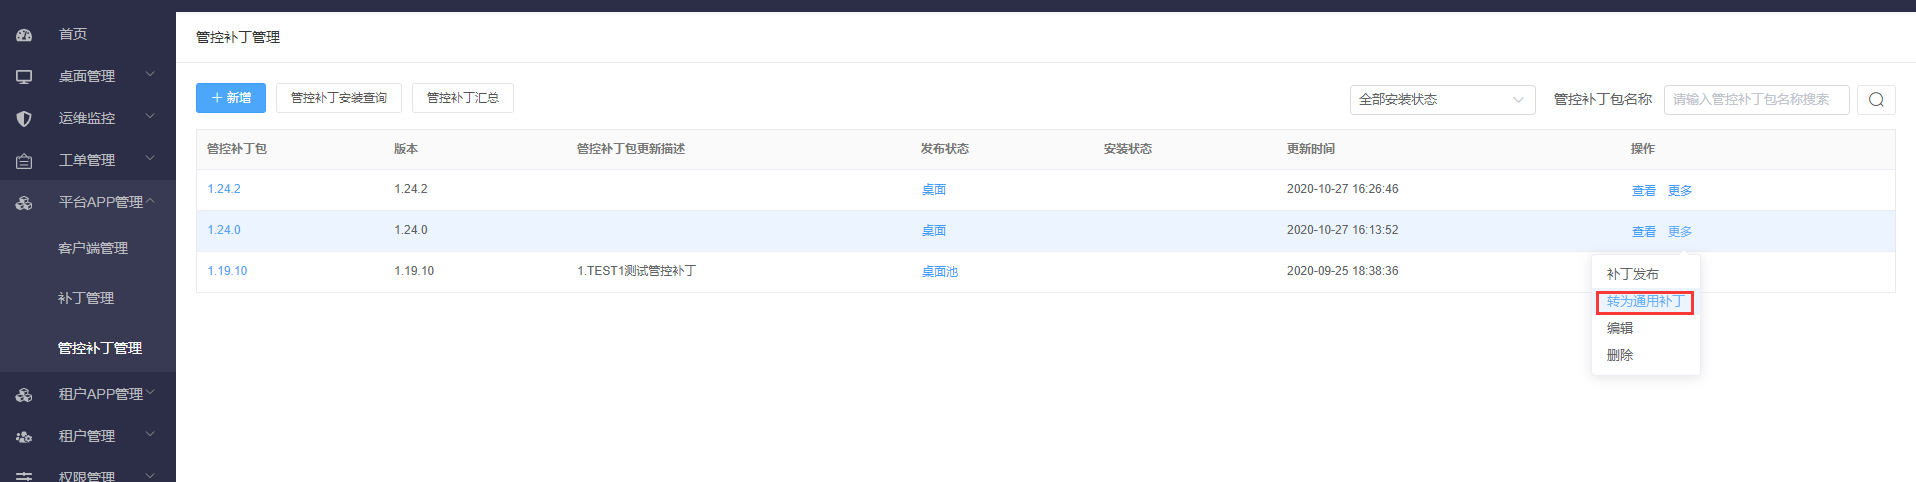 首页
桌面管理
运维监控
工单管理
平台APP管理
客户端管理
补丁管理
管控补丁管理
租户APP管理
租户管理
权限管理
管控补丁管理
新增 管控补丁安装查询 管控补丁汇总 全部安装状态 管控补丁包名称 请输入管控补丁包名称搜索
管控补丁包 版本 管控补丁包更新描述 发布状态 安装状态 更新时间 操作
1.24.2 1.24.2 桌面 2020-10-27 16:26:46 查看 更多
1.24.0 1.24.0 桌面 2020-10-27 16:13:52 查看 更多
1.19.10 1.19.10 1.TEST1测试管控补丁 桌面池 2020-09-25 18:38:36
补丁发布
转为通用补丁
编辑
删除